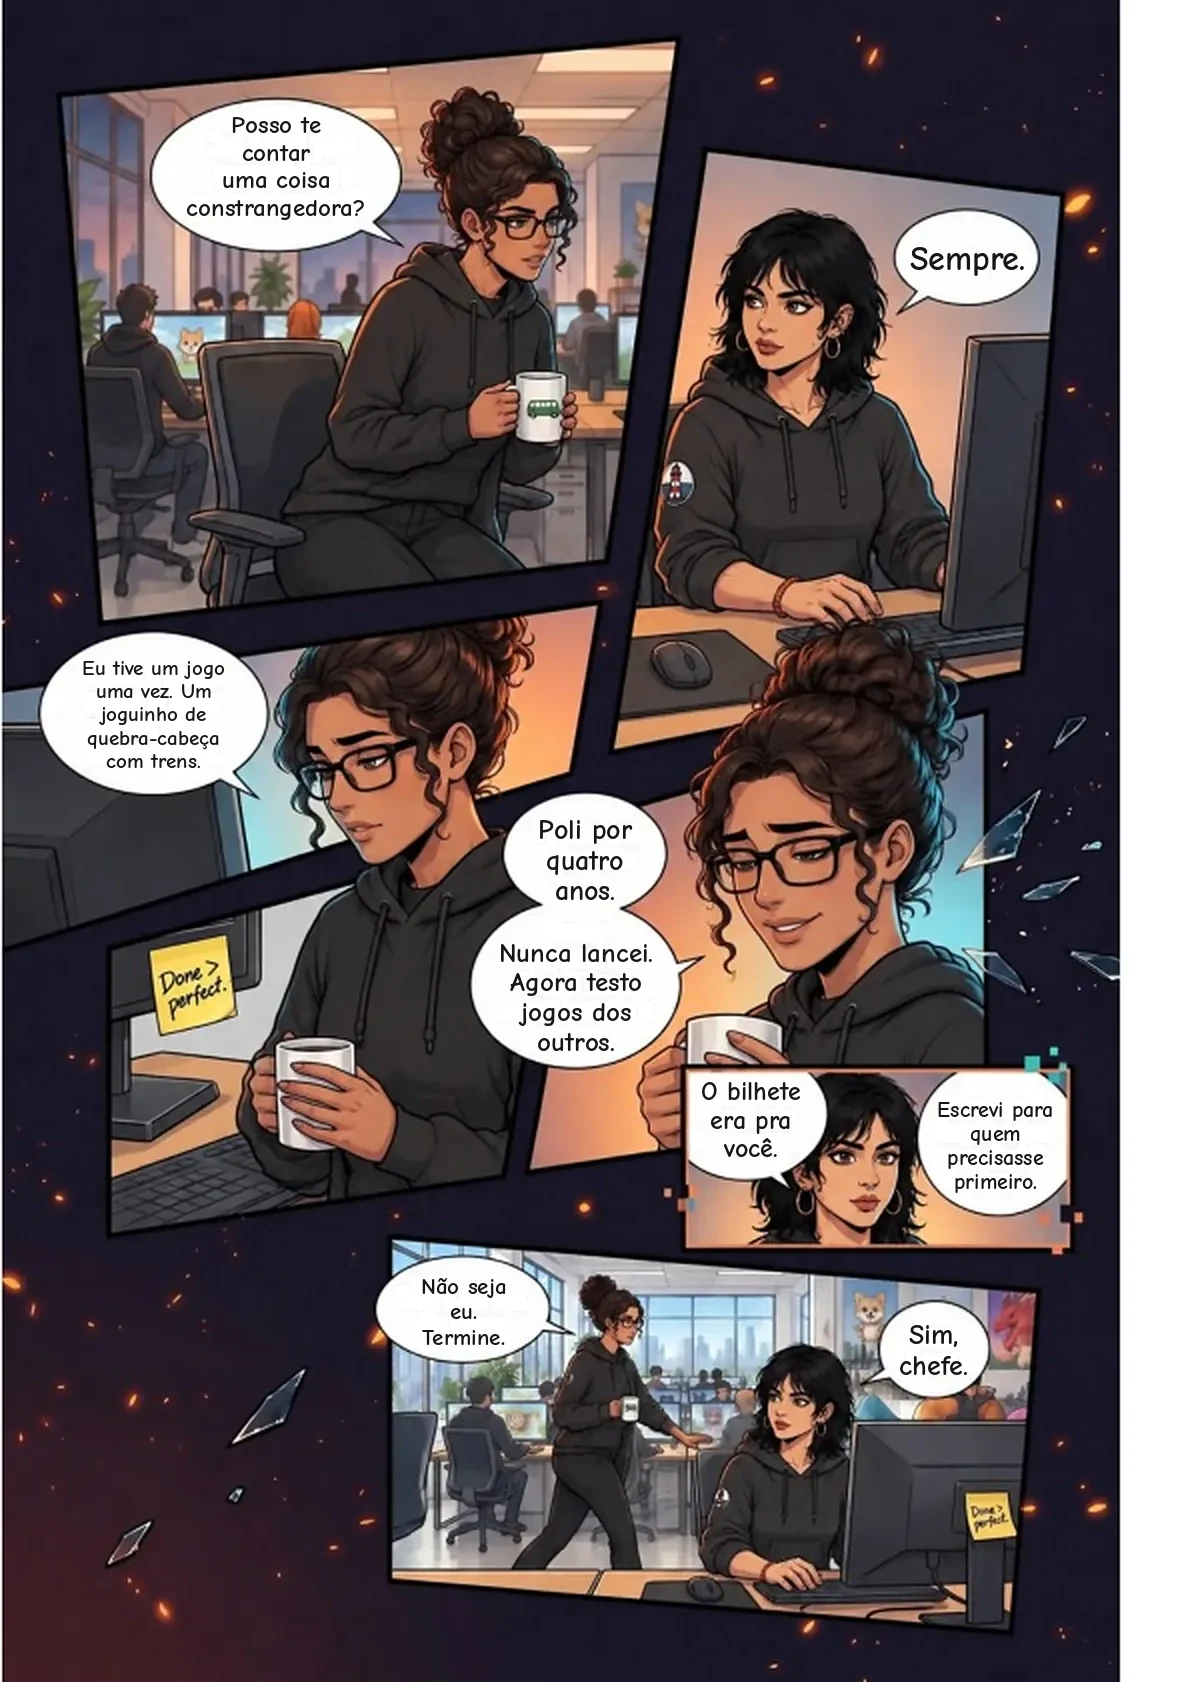 Posso te
contar
uma coisa
constrangedora?
Sempre.
Eu tive um jogo
uma vez. Um
joguinho de
quebra-cabeça
com trens.
Poli por
quatro
anos.
Nunca lancei.
Agora testo
jogos dos
outros.
Done >
perfect.
O bilhete
era pra
você.
Escrevi para
quem
precisasse
primeiro.
Não seja
eu.
Termine.
Sim,
chefe.
Done >
perfect.